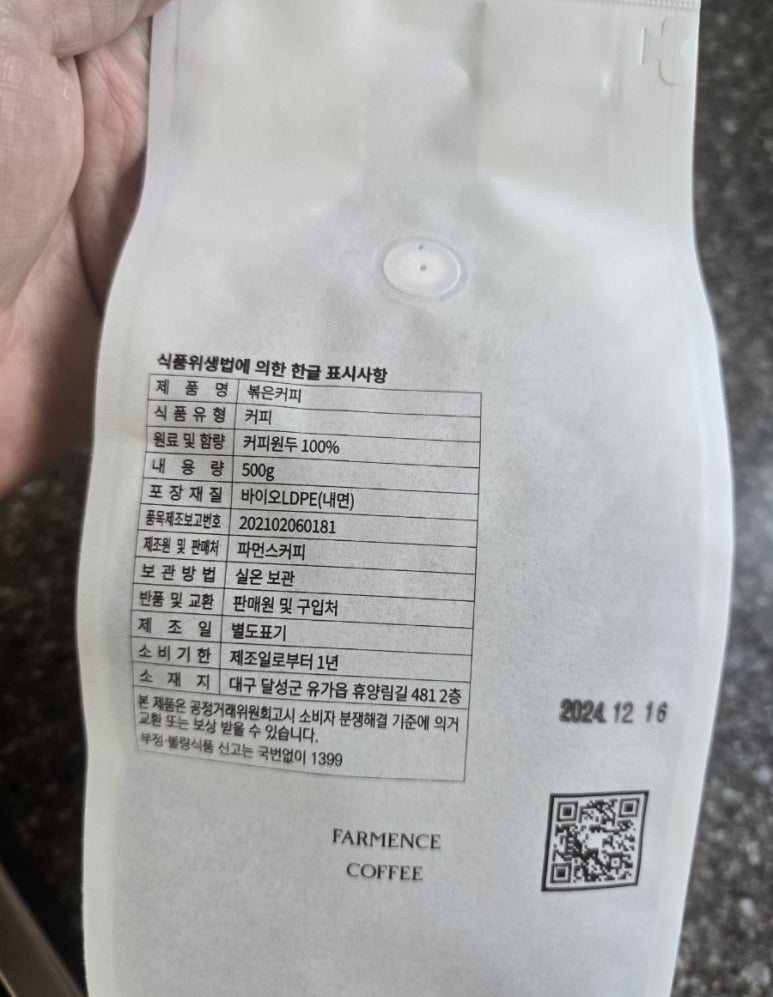 식품위생법에 의한 한글 표시사항
제 품 명 볶은커피
식 품 유 형 커피
원료 및 함량 커피원두 100%
내 용 량 500g
포 장 재 질 바이오LDPE(내면)
품목제조보고번호 202102060181
제조원 및 판매처 파먼스커피
보 관 방 법 실온 보관
반품 및 교환 판매원 및 구입처
제 조 일 별도표기
소 비 기 한 제조일로부터 1년
소 재 지 대구 달성군 유가읍 휴양림길 481 2층
본 제품은 공정거래위원회고시 소비자 분쟁해결 기준에 의거
교환 또는 보상 받을 수 있습니다.
부정·불량식품 신고는 국번없이 1399
2024. 12 16
FARMENCE
COFFEE